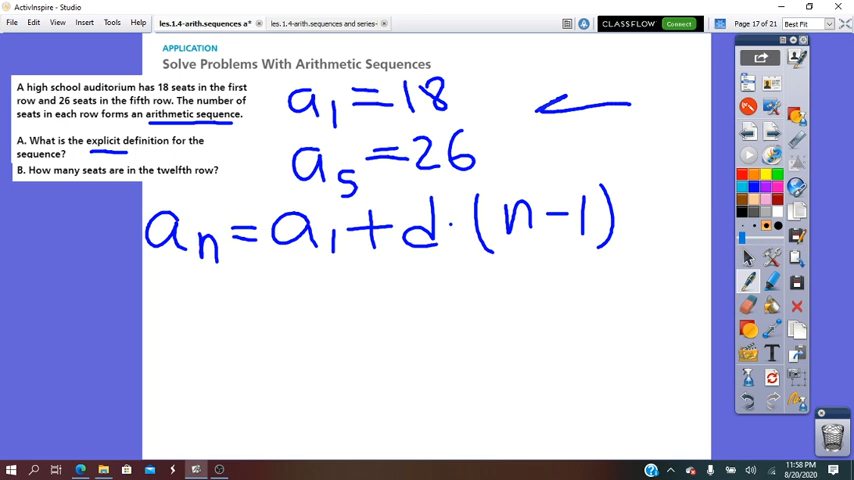 ActivInspire - Studio
File Edit View Insert Tools Help
les.1.4-arith.sequences a*
les.1.4-arith.sequences and series-
CLASSFLOW Connect
Page 17 of 21
Best Fit
APPLICATION
Solve Problems With Arithmetic Sequences
A high school auditorium has 18 seats in the first
row and 26 seats in the fifth row. The number of
seats in each row forms an arithmetic sequence.
A. What is the explicit definition for the
sequence?
B. How many seats are in the twelfth row?
a₁ = 18
a₅ = 26
aₙ = a₁ + d · (n − 1)
11:58 PM
8/20/2020